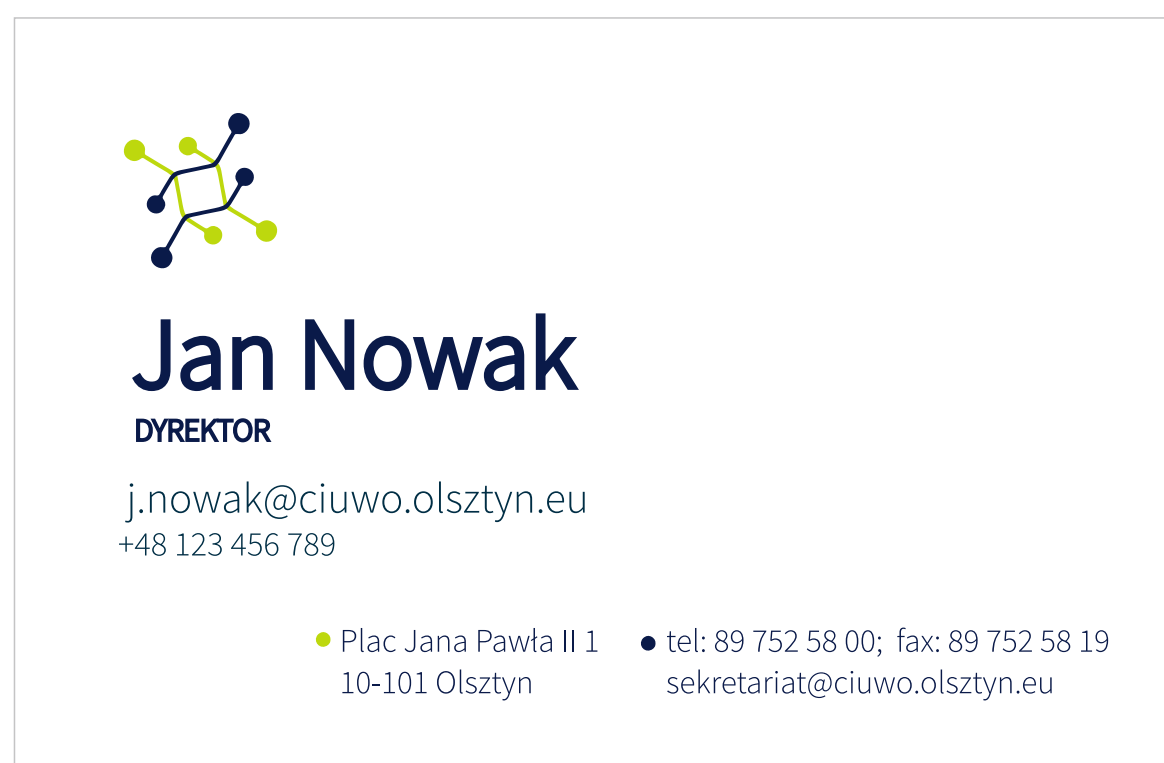 Jan Nowak
DYREKTOR
j.nowak@ciuwo.olsztyn.eu
+48 123 456 789
Plac Jana Pawła II 1
10-101 Olsztyn
tel: 89 752 58 00; fax: 89 752 58 19
sekretariat@ciuwo.olsztyn.eu